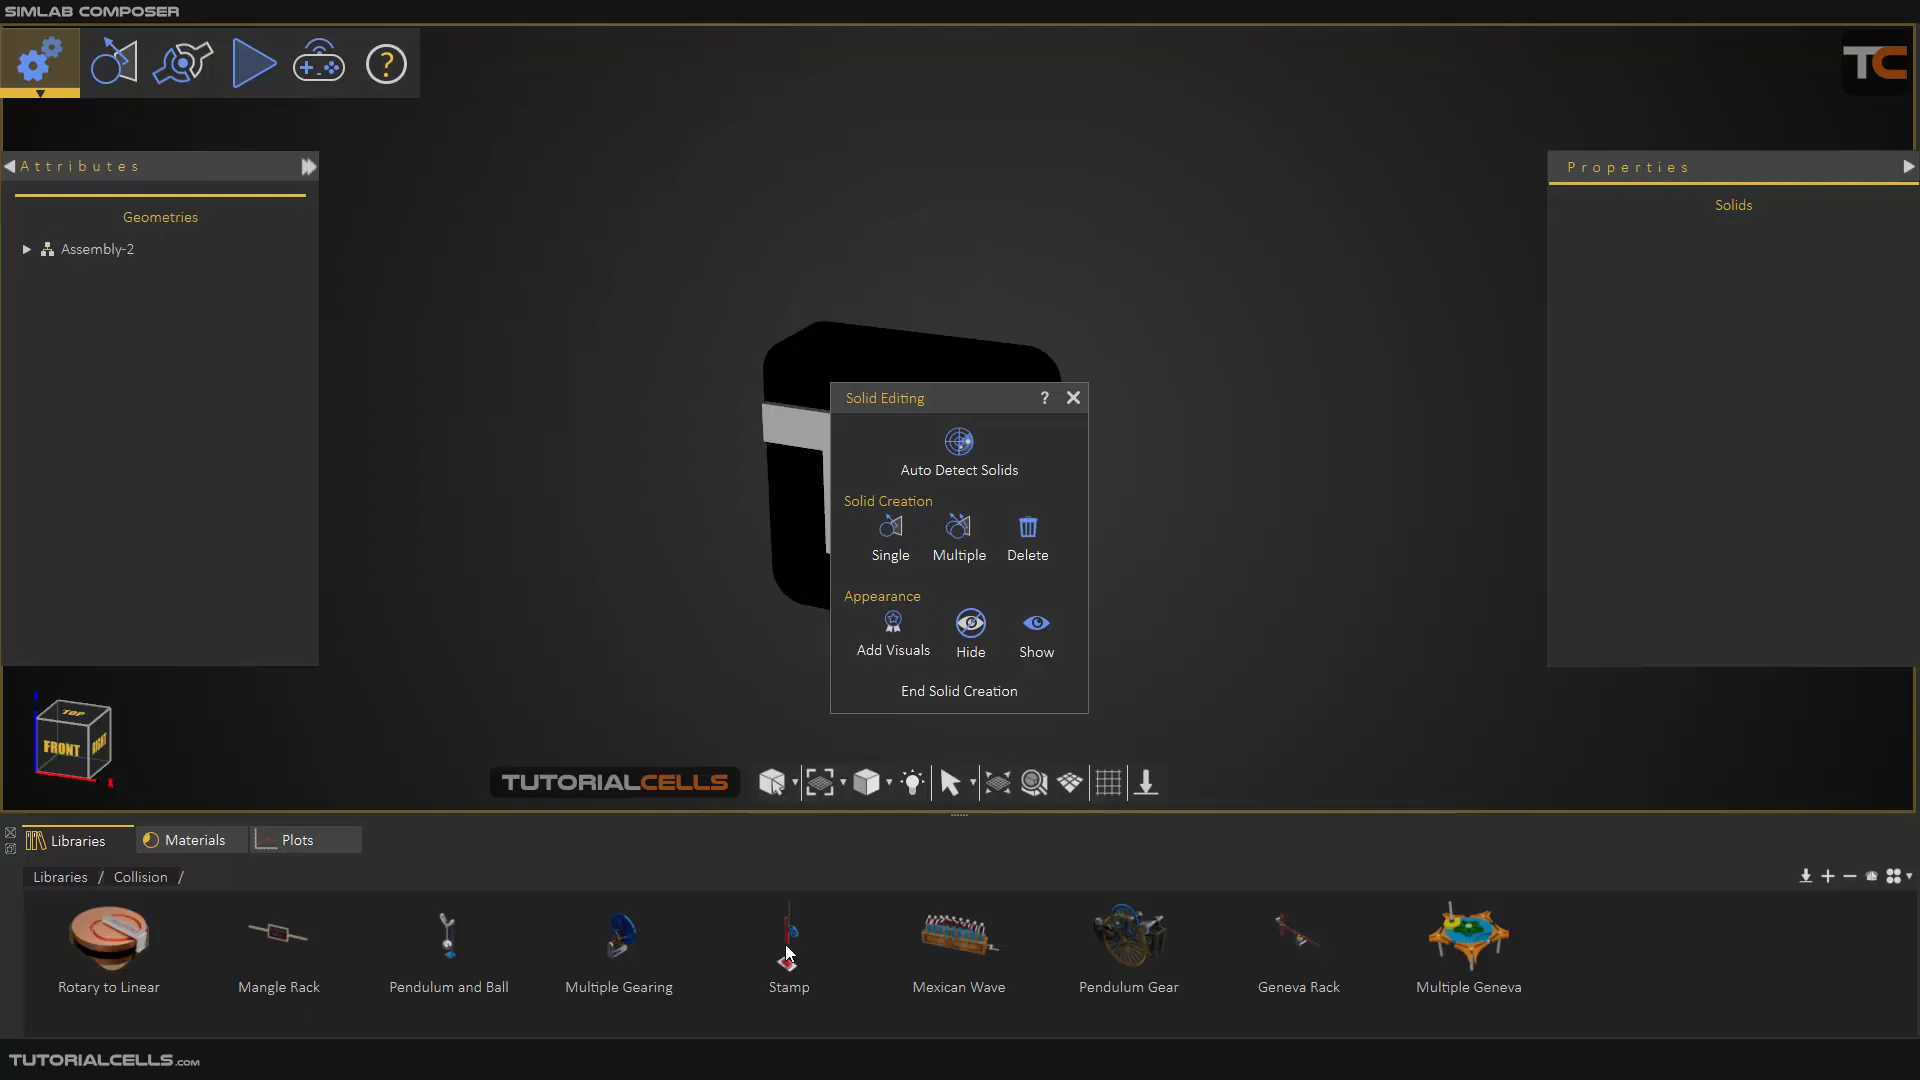 SIMLAB COMPOSER
?
TC
Attributes
Properties
Geometries
Solids
Assembly-2
Solid Editing ?
Auto Detect Solids
Solid Creation
Single Multiple Delete
Appearance
Add Visuals Hide Show
End Solid Creation
TOP
FRONT RIGHT
X
TUTORIALCELLS
Libraries Materials Plots
Libraries / Collision /
Rotary to Linear Mangle Rack Pendulum and Ball Multiple Gearing Stamp Mexican Wave Pendulum Gear Geneva Rack Multiple Geneva
TUTORIALCELLS.COM